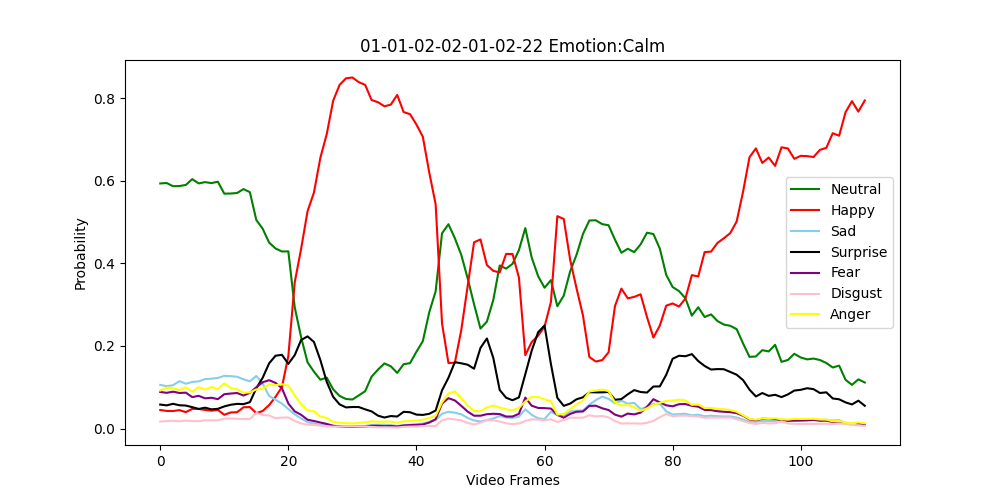 01-01-02-02-01-02-22 Emotion:Calm
Probability
0.8
0.6
0.4
0.2
0.0
0 20 40 60 80 100
Video Frames
Neutral
Happy
Sad
Surprise
Fear
Disgust
Anger